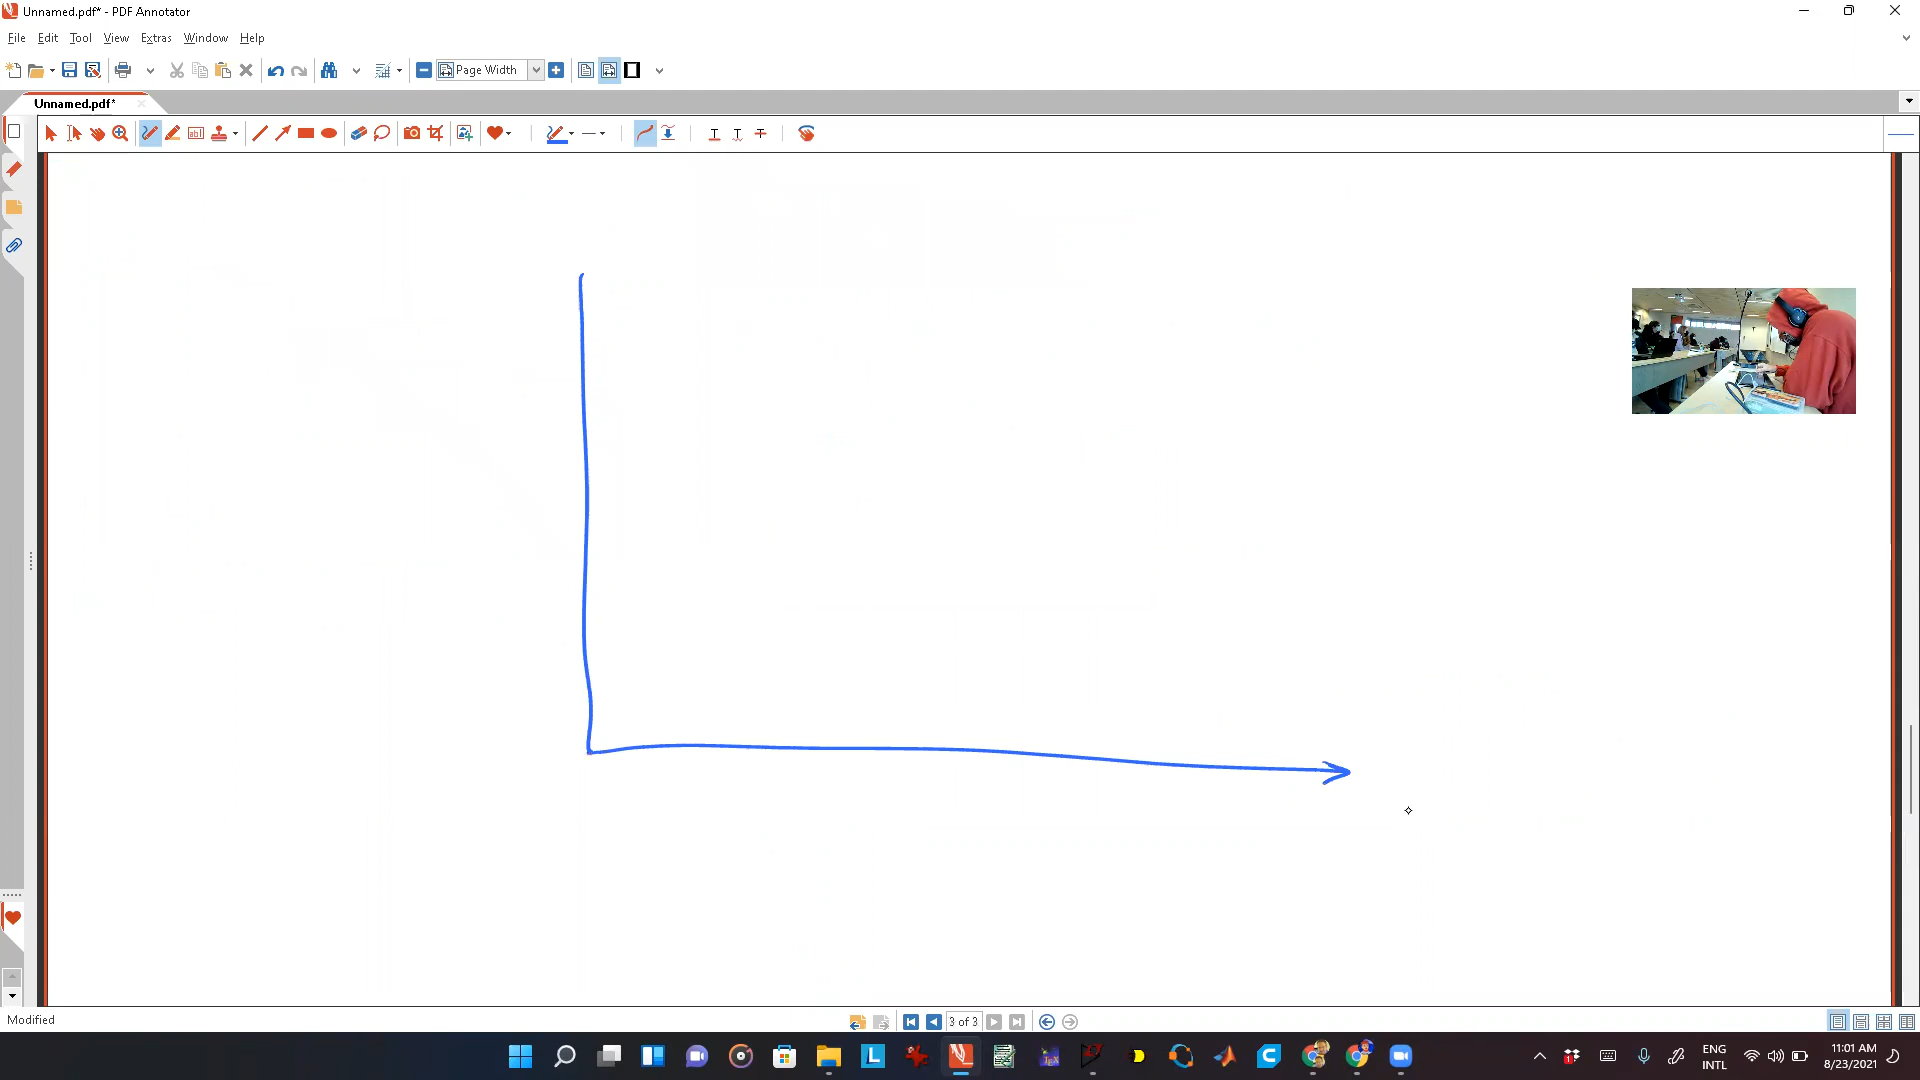 Unnamed.pdf* - PDF Annotator
File Edit Tool View Extras Window Help
Page Width
Unnamed.pdf*
Modified
3 of 3
ENG
INTL
11:01 AM
8/23/2021